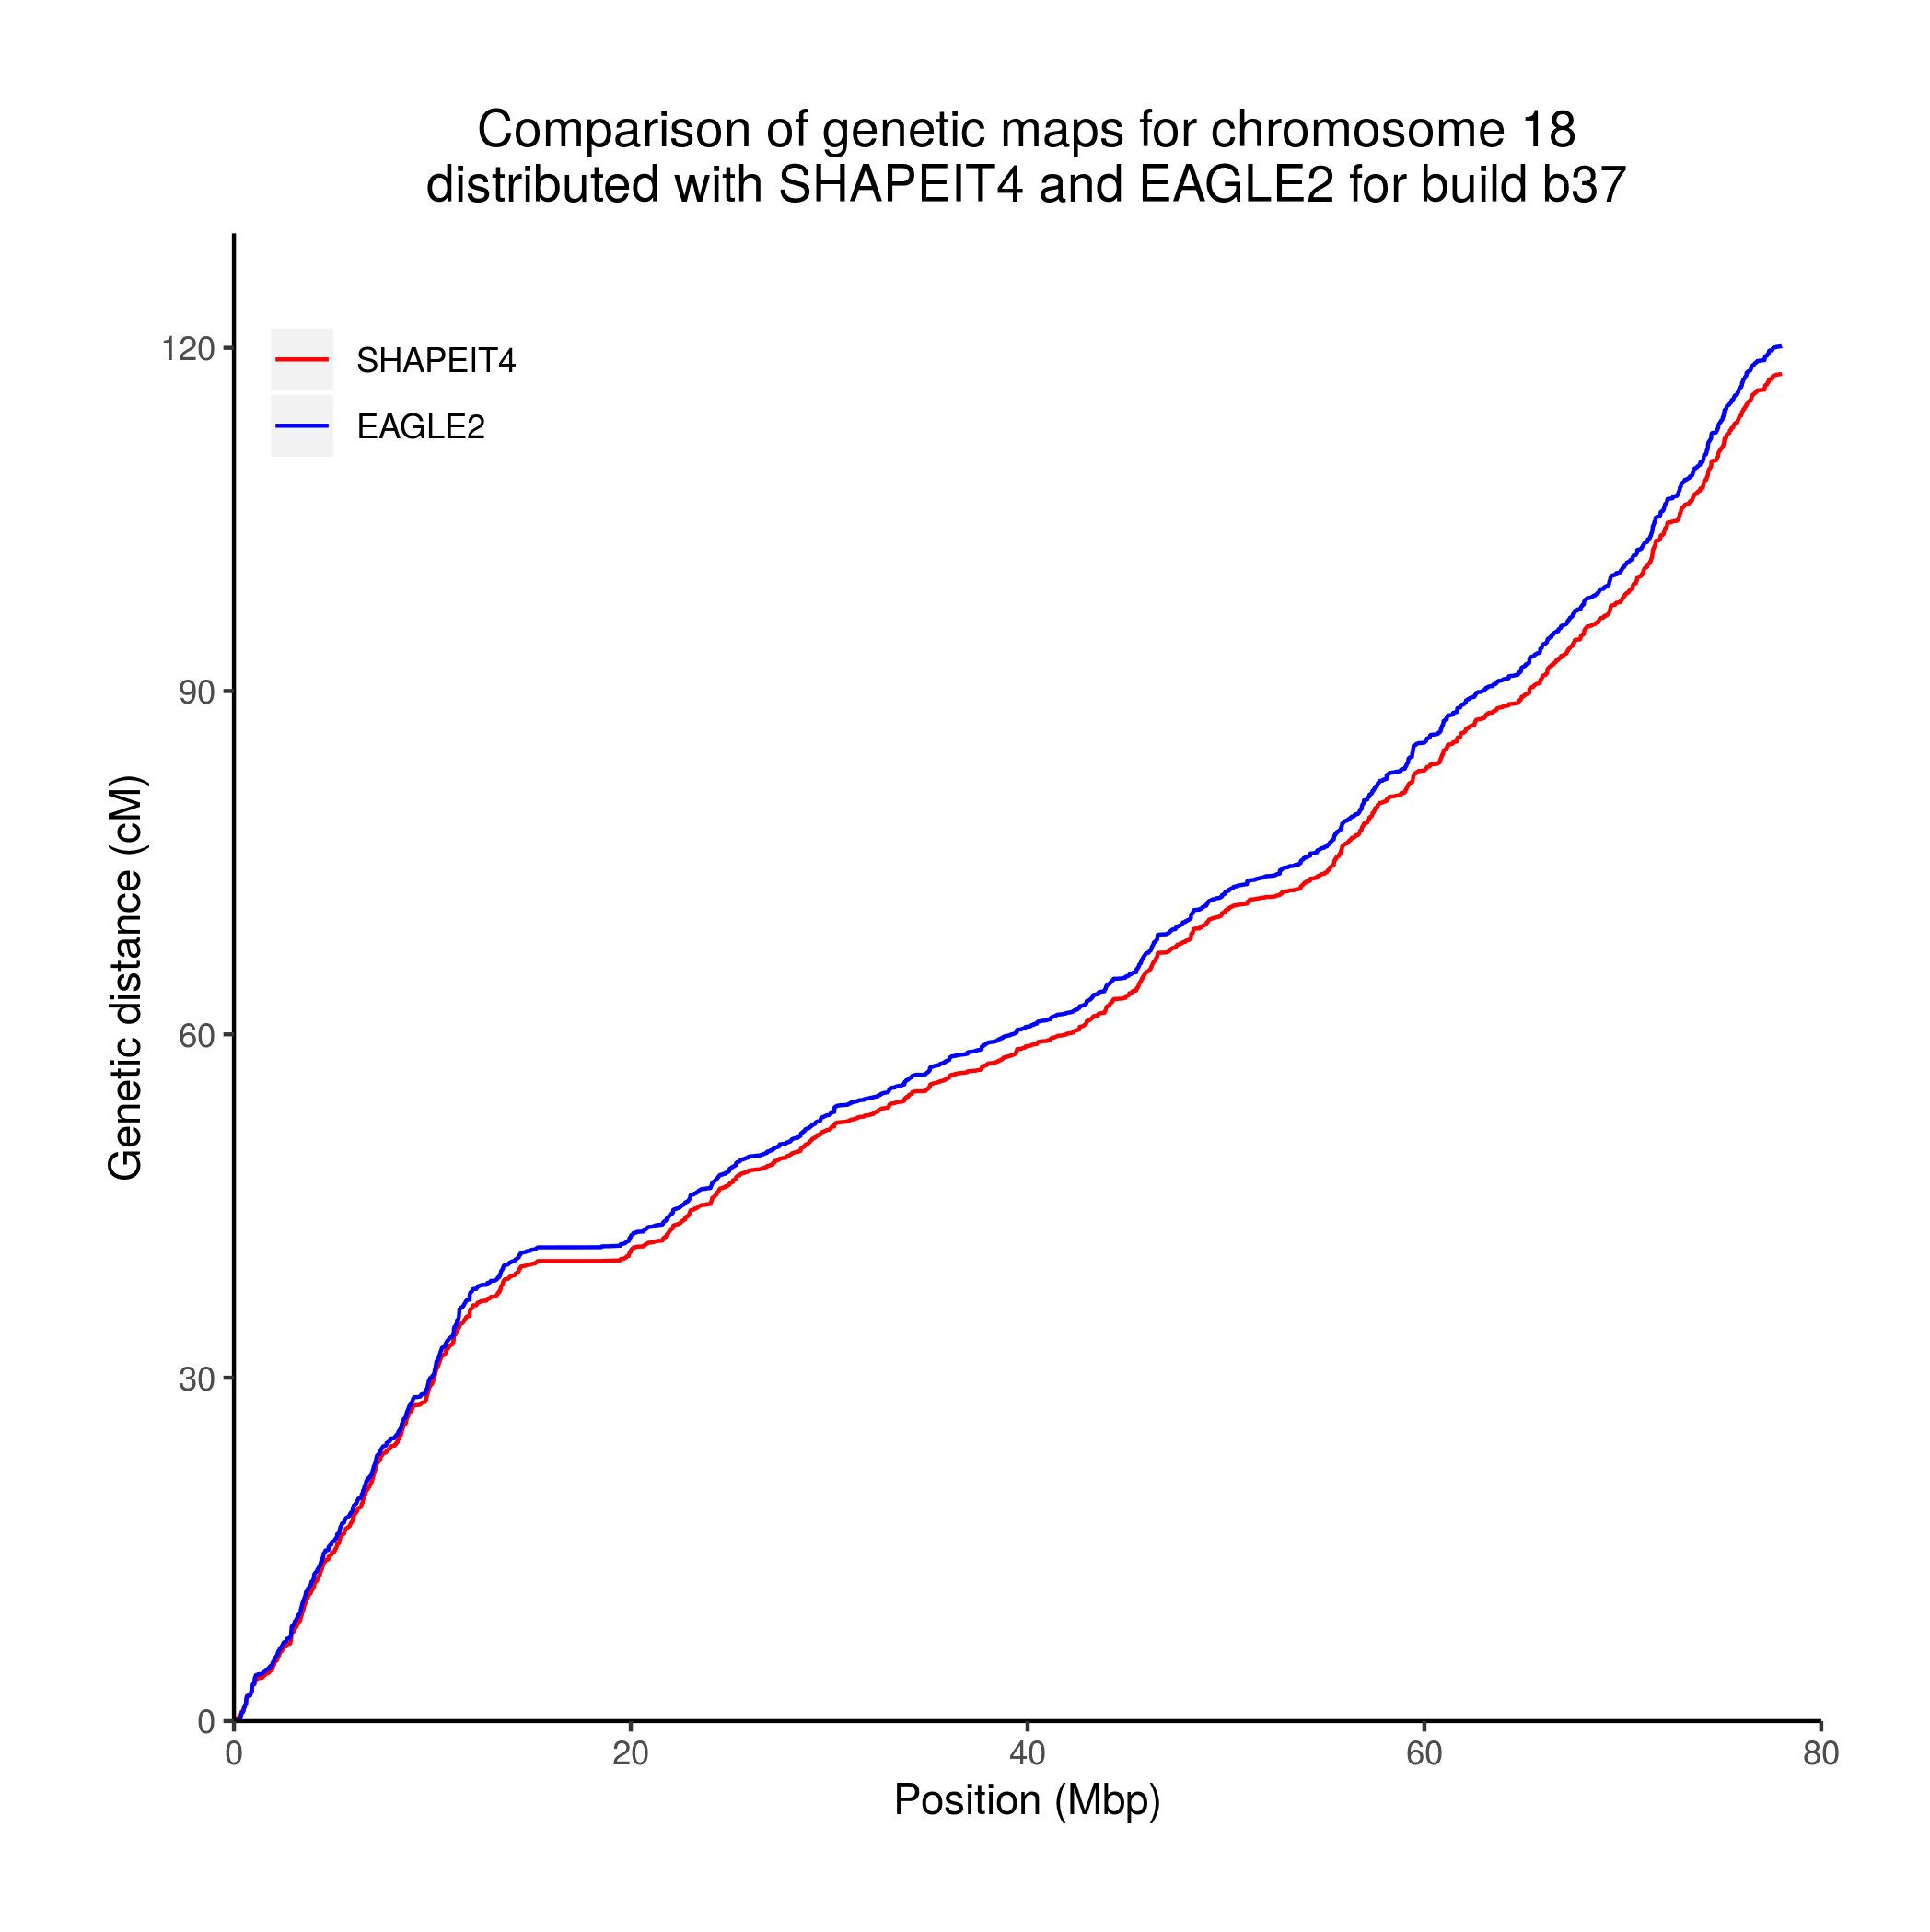 Comparison of genetic maps for chromosome 18
distributed with SHAPEIT4 and EAGLE2 for build b37
SHAPEIT4
EAGLE2
Genetic distance (cM)
120
90
60
30
0
0 20 40 60 80
Position (Mbp)